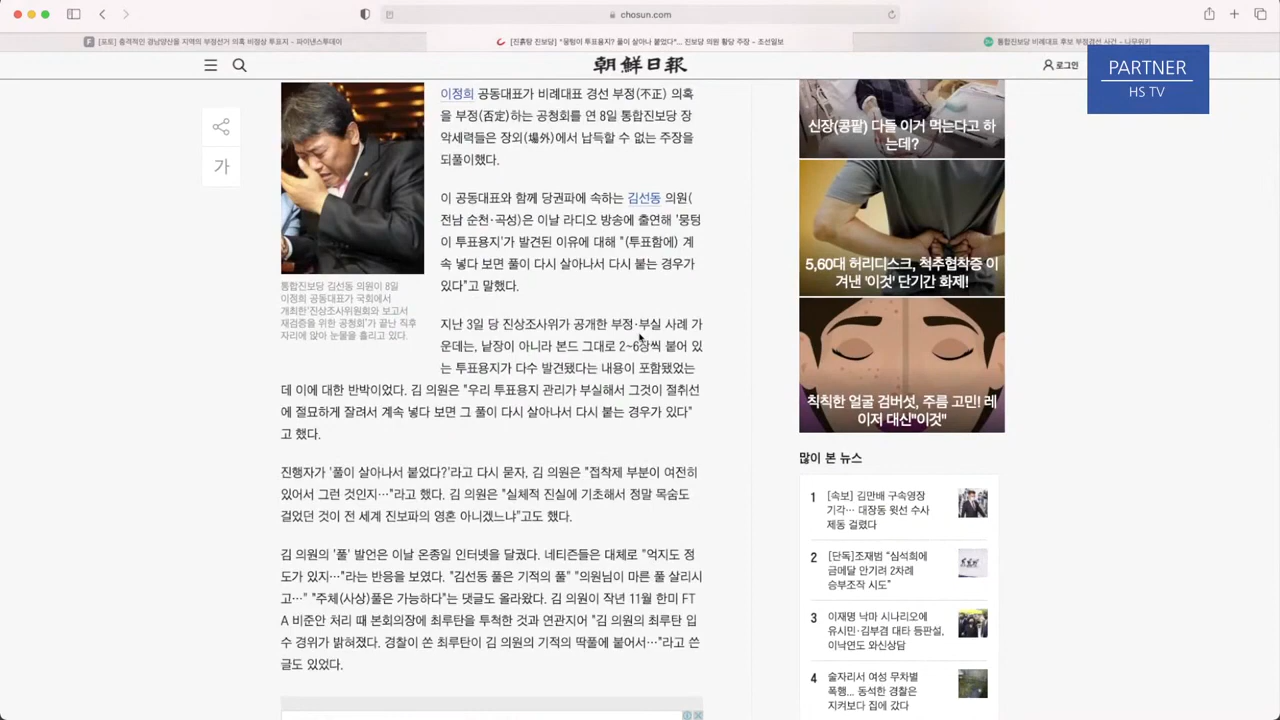 chosun.com
[포토] 충격적인 경남양산을 지역의 부정선거 의혹 비정상 투표지 - 파이낸스투데이
[진흙탕 진보당] "뭉텅이 투표용지? 풀이 살아나 붙었다"... 진보당 의원 황당 주장 - 조선일보
통합진보당 비례대표 후보 부정경선 사건 - 나무위키
朝鮮日報
로그인
PARTNER
HS TV
가
통합진보당 김선동 의원이 8일
이정희 공동대표가 국회에서
개최한'진상조사위원회와 보고서
재검증을 위한 공청회'가 끝난 직후
자리에 앉아 눈물을 흘리고 있다.
이정희 공동대표가 비례대표 경선 부정(不正) 의혹
을 부정(否定)하는 공청회를 연 8일 통합진보당 장
악세력들은 장외(場外)에서 납득할 수 없는 주장을
되풀이했다.
이 공동대표와 함께 당권파에 속하는 김선동 의원(
전남 순천·곡성)은 이날 라디오 방송에 출연해 '뭉텅
이 투표용지'가 발견된 이유에 대해 "(투표함에) 계
속 넣다 보면 풀이 다시 살아나서 다시 붙는 경우가
있다"고 말했다.
지난 3일 당 진상조사위가 공개한 부정·부실 사례 가
운데는, 낱장이 아니라 본드 그대로 2~6장씩 붙어 있
는 투표용지가 다수 발견됐다는 내용이 포함됐었는
데 이에 대한 반박이었다. 김 의원은 "우리 투표용지 관리가 부실해서 그것이 절취선
에 절묘하게 잘려서 계속 넣다 보면 그 풀이 다시 살아나서 다시 붙는 경우가 있다"
고 했다.
진행자가 '풀이 살아나서 붙었다?'라고 다시 묻자, 김 의원은 "접착제 부분이 여전히
있어서 그런 것인지…"라고 했다. 김 의원은 "실체적 진실에 기초해서 정말 목숨도
걸었던 것이 전 세계 진보파의 영혼 아니겠느냐"고도 했다.
김 의원의 '풀' 발언은 이날 온종일 인터넷을 달궜다. 네티즌들은 대체로 "억지도 정
도가 있지…"라는 반응을 보였다. "김선동 풀은 기적의 풀" "의원님이 마른 풀 살리시
고…" "주체(사상)풀은 가능하다"는 댓글도 올라왔다. 김 의원이 작년 11월 한미 FT
A 비준안 처리 때 본회의장에 최루탄을 투척한 것과 연관지어 "김 의원의 최루탄 입
수 경위가 밝혀졌다. 경찰이 쏜 최루탄이 김 의원의 기적의 딱풀에 붙어서…"라고 쓴
글도 있었다.
신장(콩팥) 다들 이거 먹는다고 하
는데?
5,60대 허리디스크, 척추협착증 이
겨낸 '이것' 단기간 화제!
칙칙한 얼굴 검버섯, 주름 고민! 레
이저 대신"이것"
많이 본 뉴스
1 [속보] 김만배 구속영장
기각… 대장동 윗선 수사
제동 걸렸다
2 [단독]조재범 "심석희에
금메달 안기려 2차례
승부조작 시도"
3 이재명 낙마 시나리오에
유시민·김부겸 대타 등판설,
이낙연도 와신상담
4 술자리서 여성 무차별
폭행... 동석한 경찰은
지켜보다 집에 갔다